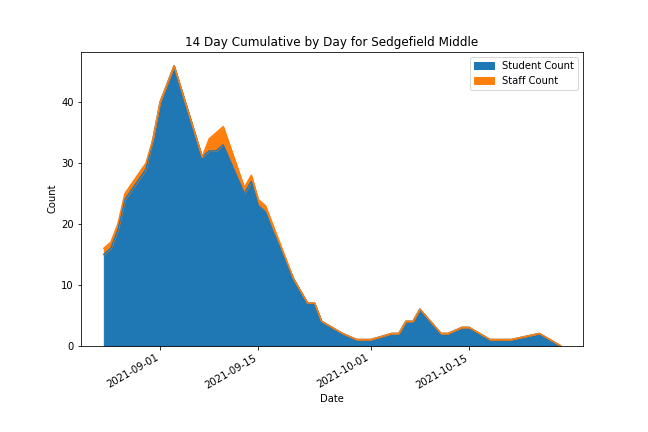 14 Day Cumulative by Day for Sedgefield Middle
Student Count
Staff Count
Count
40
30
20
10
0
2021-09-01
2021-09-15
2021-10-01
2021-10-15
Date